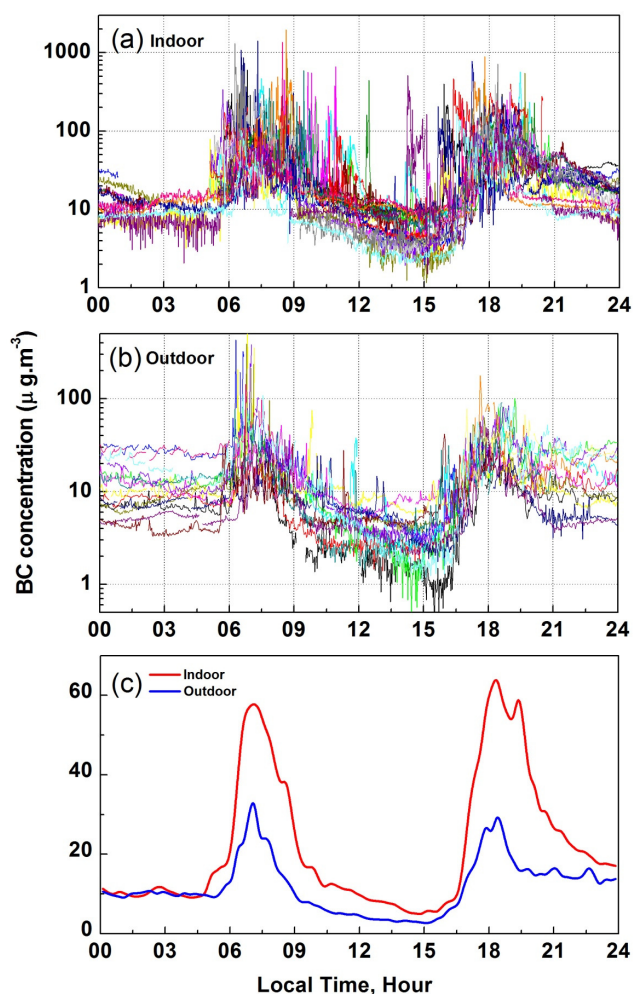 (a) Indoor
1000
100
10
1
00 03 06 09 12 15 18 21 24
(b) Outdoor
100
10
1
00 03 06 09 12 15 18 21 24
BC concentration (μ g.m⁻³)
(c)
Indoor
Outdoor
60
40
20
0
00 03 06 09 12 15 18 21 24
Local Time, Hour